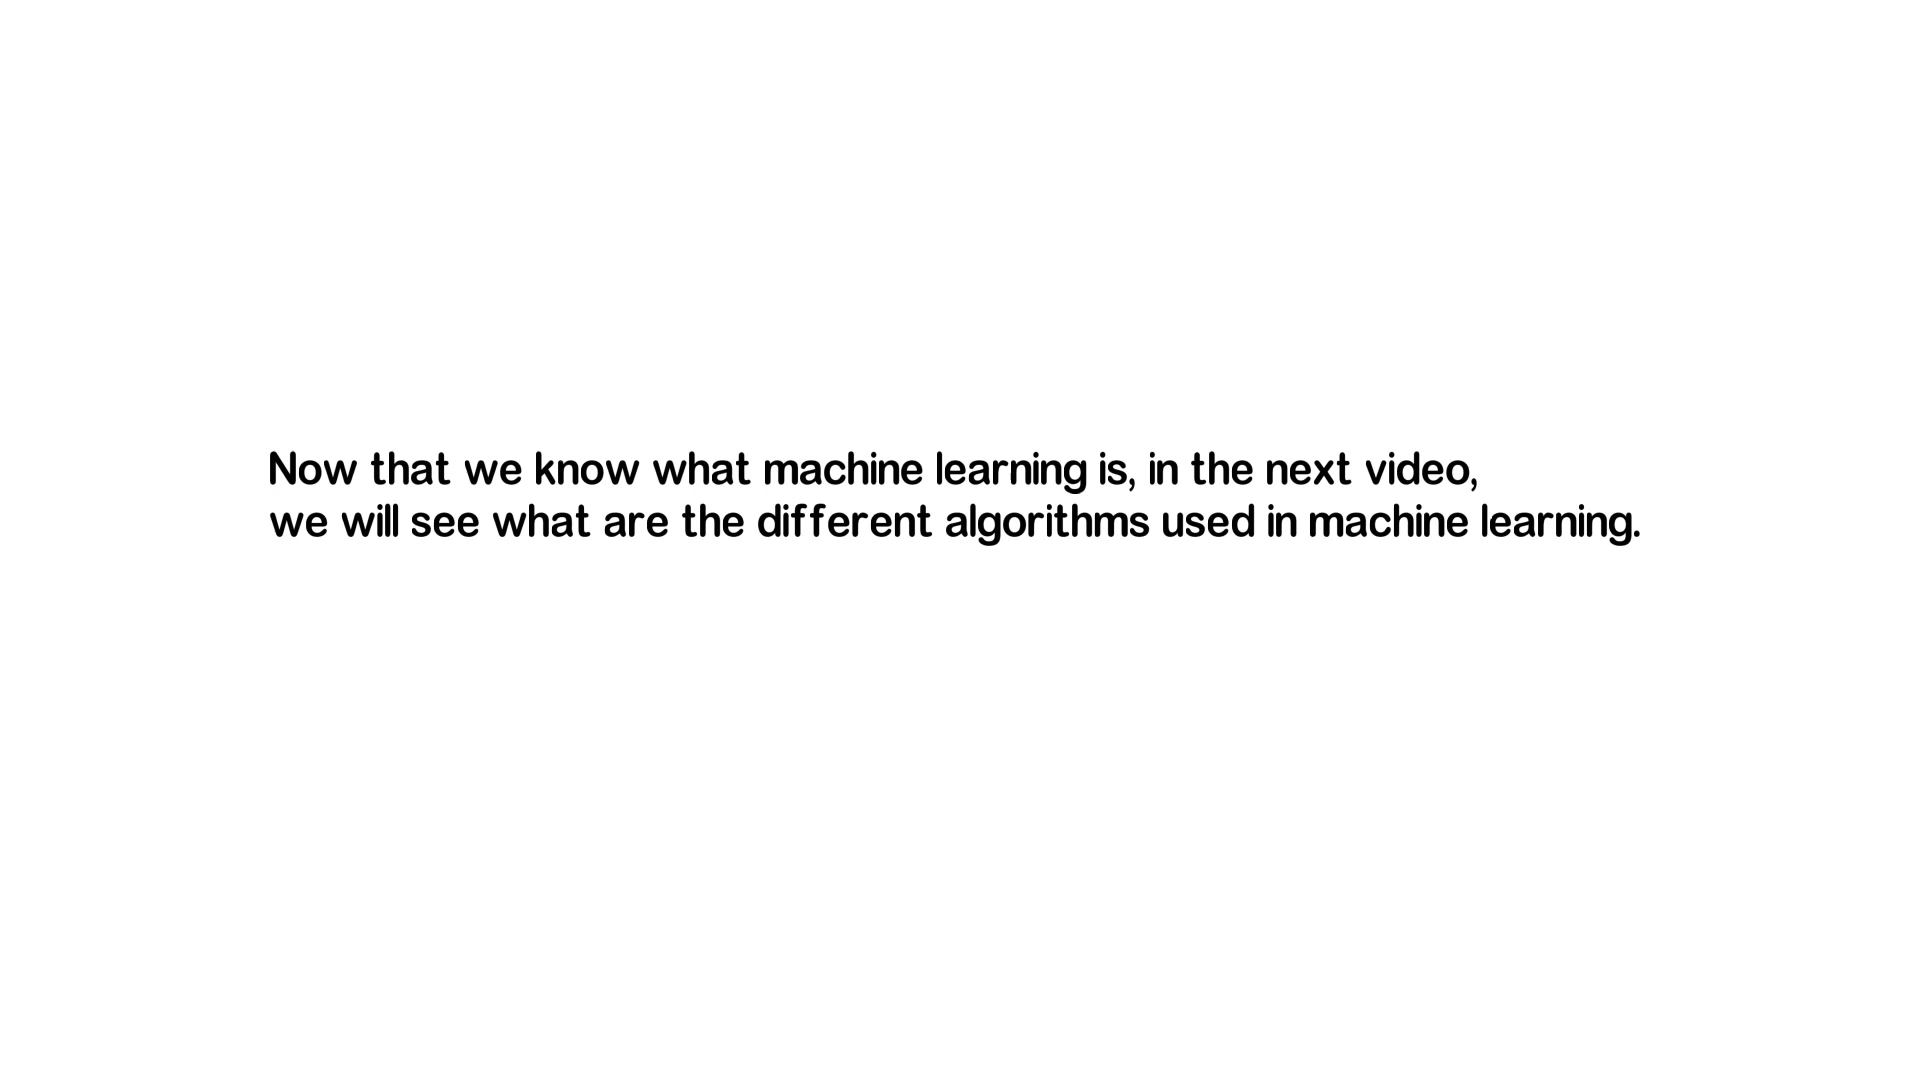 Now that we know what machine learning is, in the next video,
we will see what are the different algorithms used in machine learning.